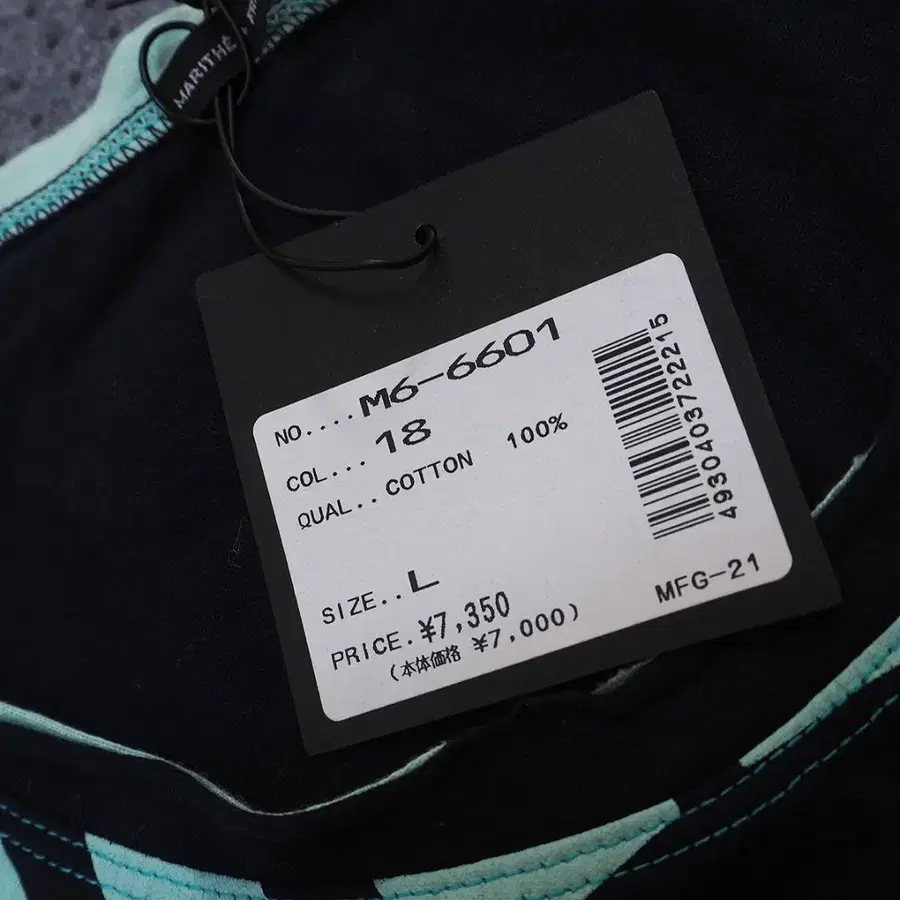 MARITHÉ
NO....M6-6601
COL...18
QUAL..COTTON 100%
SIZE..L
PRICE.¥7,350
(本体価格 ¥7,000)
MFG-21
4930403722215